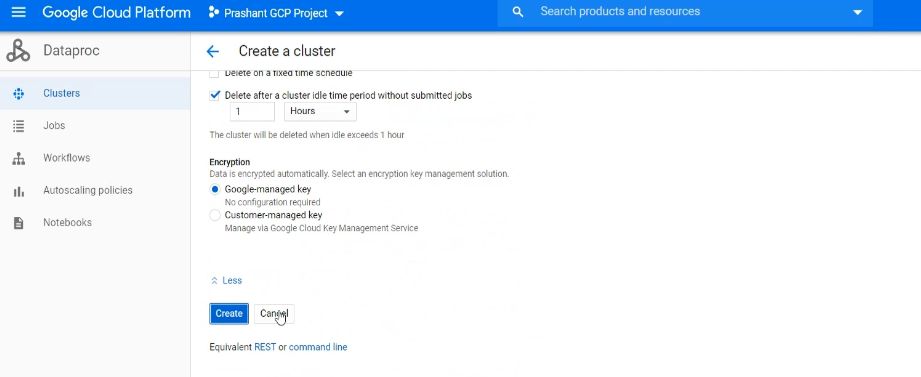 Google Cloud Platform
Prashant GCP Project
Search products and resources
Dataproc
Create a cluster
Clusters
Jobs
Workflows
Autoscaling policies
Notebooks
Delete on a fixed time schedule
Delete after a cluster idle time period without submitted jobs
1 Hours
The cluster will be deleted when idle exceeds 1 hour
Encryption
Data is encrypted automatically. Select an encryption key management solution.
Google-managed key
No configuration required
Customer-managed key
Manage via Google Cloud Key Management Service
Less
Create Cancel
Equivalent REST or command line